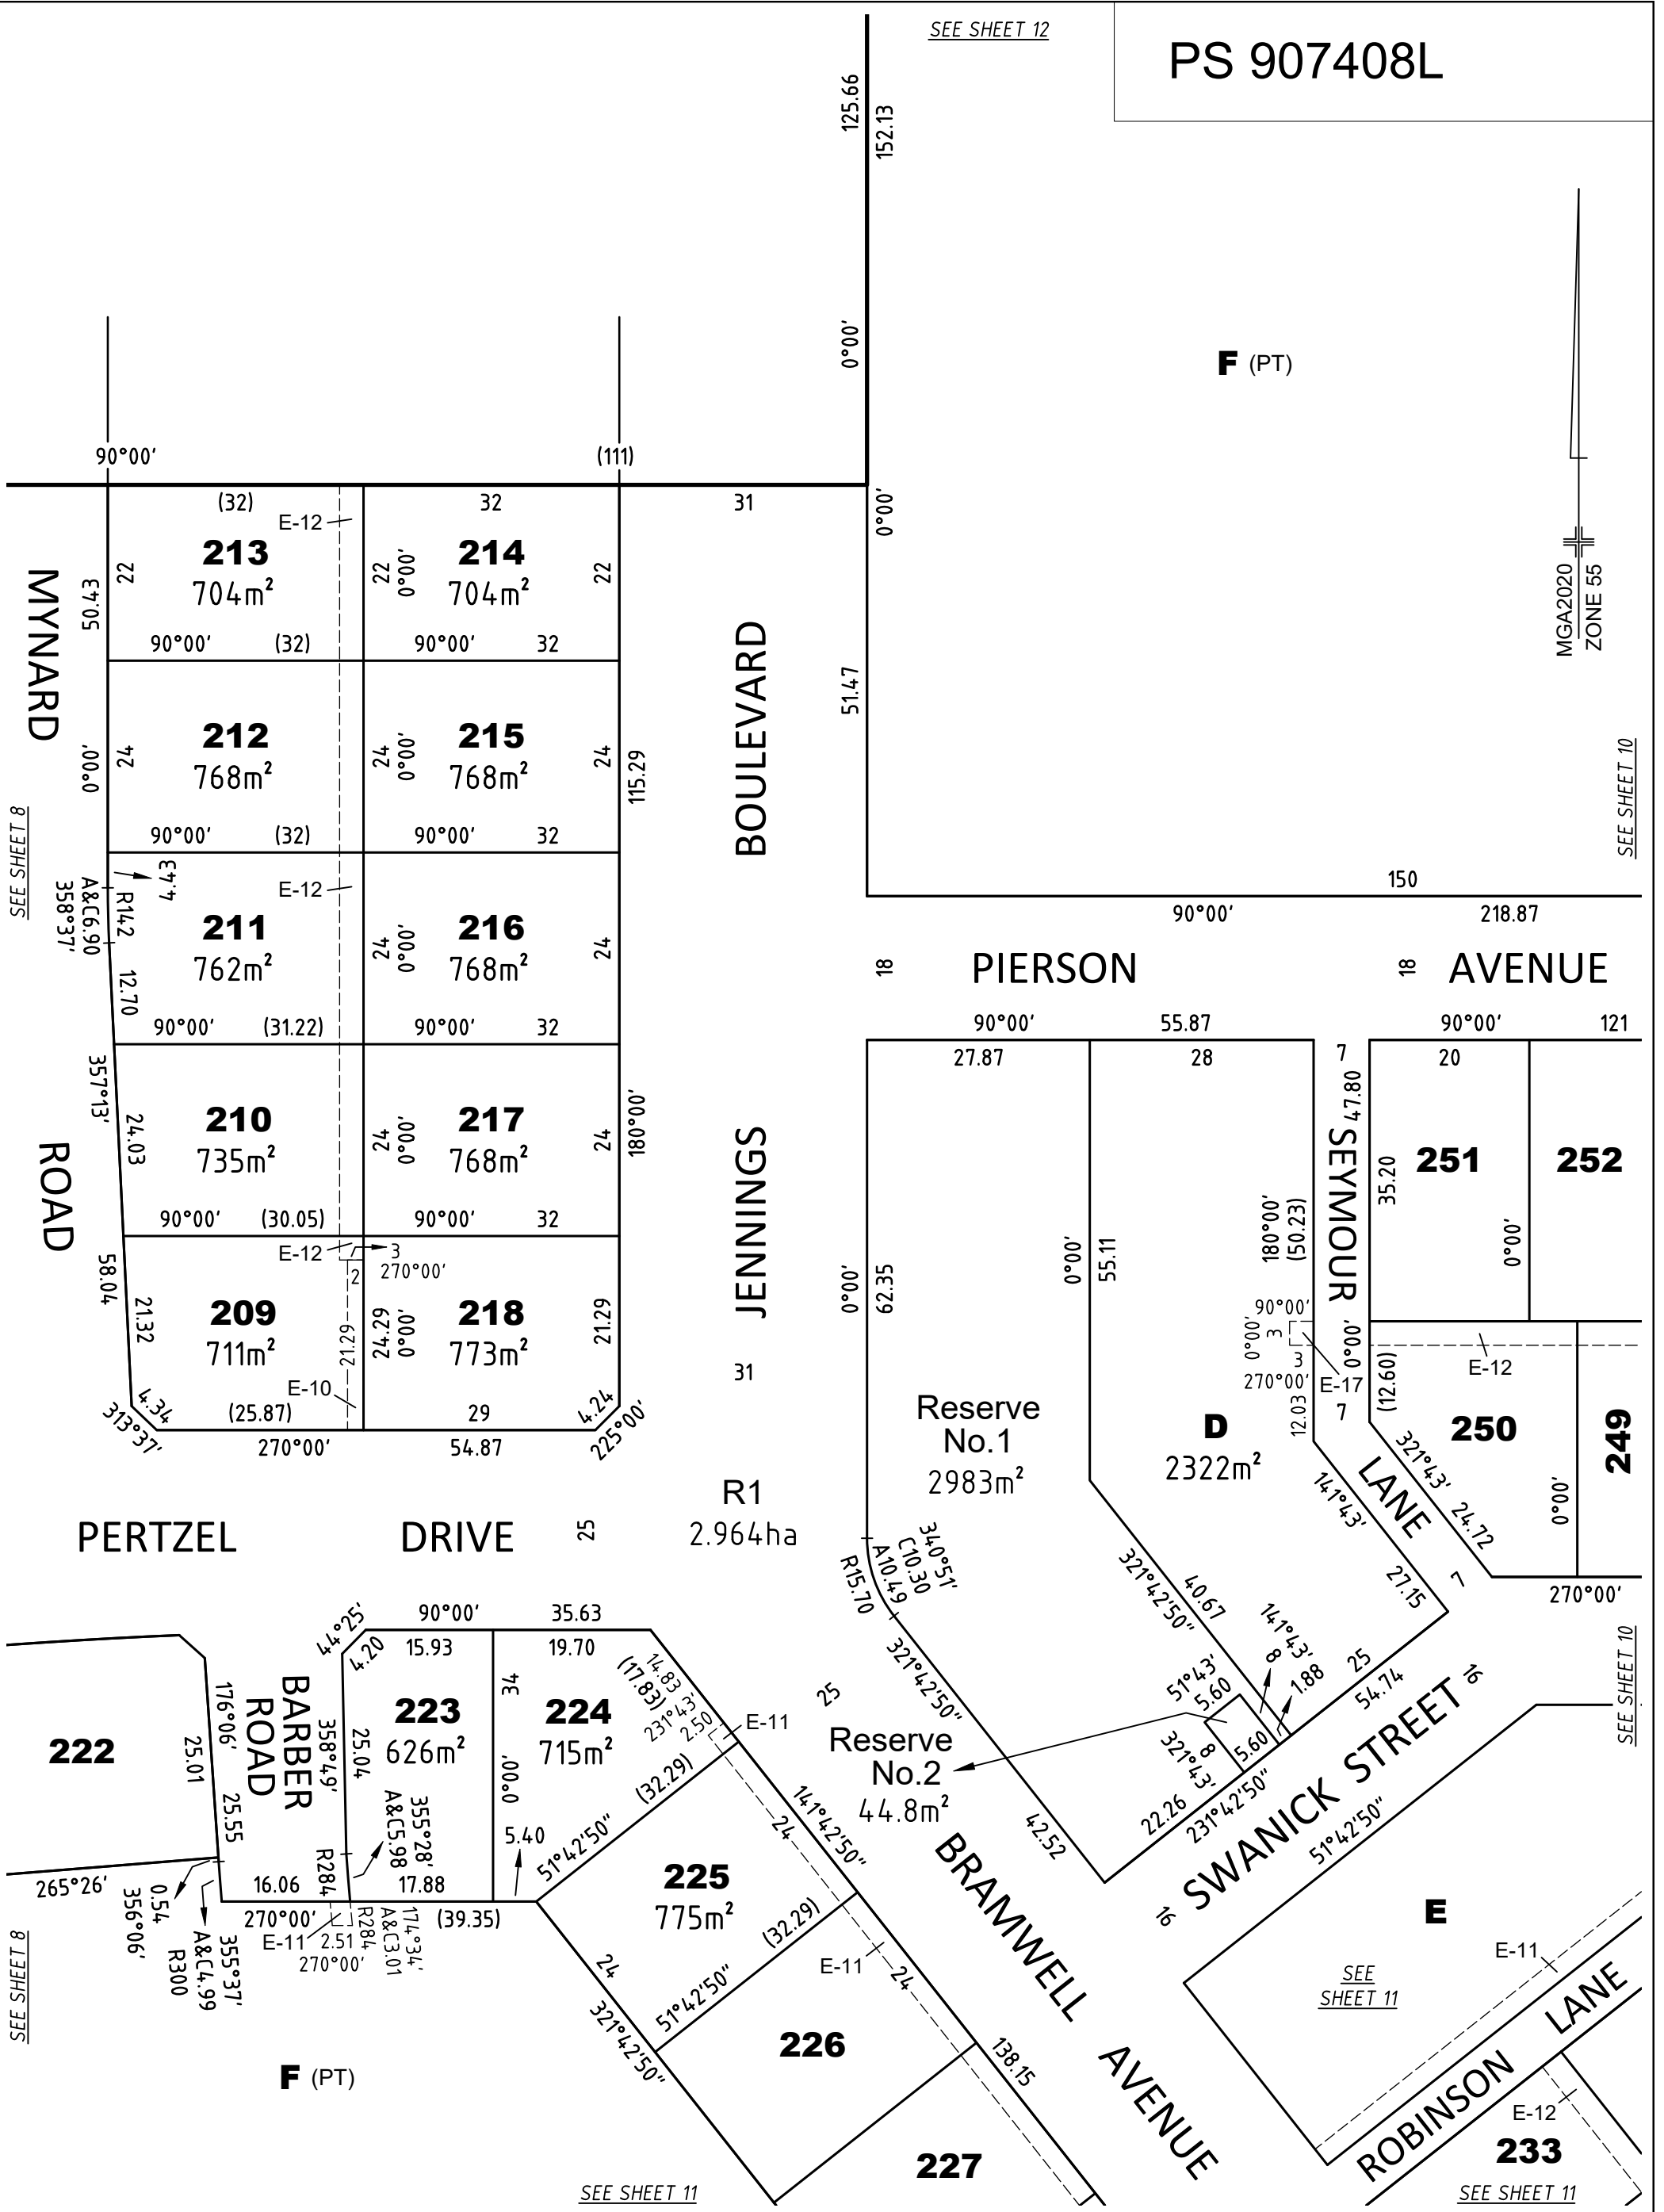 SEE SHEET 12
PS 907408L
125.66
152.13
0°00'
F (PT)
MGA2020
ZONE 55
90°00'
(111)
(32)
E-12
32
31
0°00'
213
704m²
22
22
0°00'
214
704m²
22
MYNARD
50.43
90°00'
(32)
90°00'
32
BOULEVARD
51.47
212
768m²
24
0°00'
24
0°00'
215
768m²
24
115.29
SEE SHEET 10
SEE SHEET 8
90°00'
(32)
90°00'
32
4.43
A&C6.90
358°37'
R142
E-12
211
762m²
24
0°00'
216
768m²
24
12.70
150
90°00'
218.87
18
PIERSON
18
AVENUE
90°00'
(31.22)
90°00'
32
90°00'
55.87
90°00'
121
27.87
28
7
20
357°13'
210
735m²
24.03
24
0°00'
217
768m²
24
180°00'
47.80
ROAD
JENNINGS
SEYMOUR
251
252
35.20
0°00'
55.11
180°00'
(50.23)
0°00'
90°00'
(30.05)
90°00'
32
E-12
3
270°00'
2
58.04
21.32
209
711m²
21.29
24.29
0°00'
218
773m²
21.29
0°00'
62.35
90°00'
0°00'
3
3
270°00'
E-17
0°00'
E-12
(12.60)
7
12.03
31
E-10
4.34
(25.87)
29
4.24
313°37'
270°00'
54.87
225°00'
Reserve
No.1
2983m²
D
2322m²
250
249
321°43'
24.72
0°00'
141°43'
LANE
R1
2.964ha
PERTZEL
DRIVE
25
340°51'
C10.30
A10.49
R15.70
321°42'50"
40.67
27.15
7
270°00'
44°25'
90°00'
35.63
4.20
15.93
19.70
BARBER
ROAD
176°06'
25.01
25.55
222
358°49'
25.04
223
626m²
34
0°00'
224
715m²
14.83
(17.83)
3
231°43'
2.50
E-11
25
321°42'50"
141°43'
8
1.88
25
54.74
16
51°43'
5.60
8
321°43'
5.60
Reserve
No.2
44.8m²
SWANICK STREET
SEE SHEET 10
22.26
231°42'50"
51°42'50"
42.52
(32.29)
51°42'50"
5.40
355°28'
A&C5.98
R284
141°42'50"
24
265°26'
16.06
17.88
270°00'
(39.35)
E-11
2.51
270°00'
R284
A&C3.01
174°34'
0.54
356°06'
355°37'
A&C4.99
R300
SEE SHEET 8
225
775m²
(32.29)
24
51°42'50"
E-11
24
321°42'50"
BRAMWELL
AVENUE
16
E
E-11
SEE
SHEET 11
226
138.15
F (PT)
ROBINSON
LANE
E-12
233
227
SEE SHEET 11
SEE SHEET 11